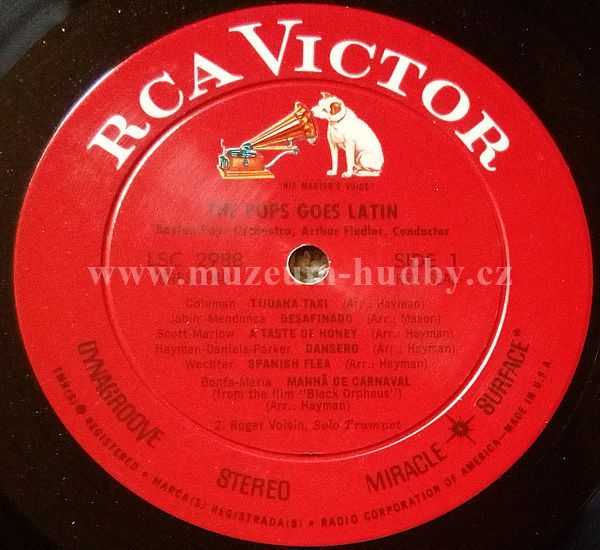 RCA VICTOR
"HIS MASTER'S VOICE"
THE POPS GOES LATIN
Boston Pops Orchestra, Arthur Fiedler, Conductor
LSC 2988 SIDE 1
www.muzeum-hudby.cz
Coleman TIJUANA TAXI (Arr.: Hayman)
Jobim-Mendonca DESAFINADO (Arr.: Mason)
Scott-Marlow A TASTE OF HONEY (Arr.: Hayman)
Hayman-Daniels-Parker DANSERO (Arr.: Hayman)
Wechter SPANISH FLEA (Arr.: Hayman)
Bonfa-Maria MANHÃ DE CARNAVAL
(from the film "Black Orpheus")
(Arr.: Hayman)
2. Roger Voisin, Solo Trumpet
DYNAGROOVE STEREO MIRACLE SURFACE
TMK(S) ® REGISTERED • MARCA(S) REGISTRADA(S) • RADIO CORPORATION OF AMERICA—MADE IN U.S.A.